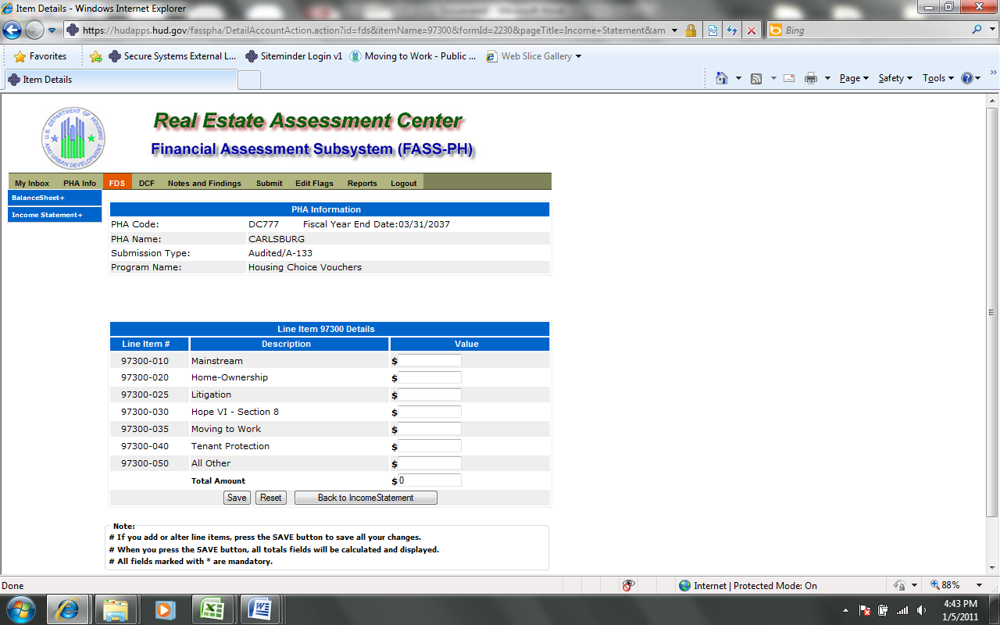 Item Details - Windows Internet Explorer
https://hudapps.hud.gov/fasspha/DetailAccountAction.action?id=fds&itemName=97300&formId=2230&pageTitle=Income+Statement&am
Bing
Favorites
Secure Systems External L...
Siteminder Login v1
Moving to Work - Public ...
Web Slice Gallery
Item Details
Page
Safety
Tools
U.S. DEPARTMENT OF HOUSING AND URBAN DEVELOPMENT
Real Estate Assessment Center
Financial Assessment Subsystem (FASS-PH)
My Inbox PHA Info FDS DCF Notes and Findings Submit Edit Flags Reports Logout
BalanceSheet+
Income Statement+
PHA Information
PHA Code: DC777 Fiscal Year End Date:03/31/2037
PHA Name: CARLSBURG
Submission Type: Audited/A-133
Program Name: Housing Choice Vouchers
Line Item 97300 Details
Line Item # Description Value
97300-010 Mainstream $
97300-020 Home-Ownership $
97300-025 Litigation $
97300-030 Hope VI - Section 8 $
97300-035 Moving to Work $
97300-040 Tenant Protection $
97300-050 All Other $
Total Amount $ 0
Save Reset Back to IncomeStatement
Note:
# If you add or alter line items, press the SAVE button to save all your changes.
# When you press the SAVE button, all totals fields will be calculated and displayed.
# All fields marked with * are mandatory.
Done
Internet | Protected Mode: On
88%
4:43 PM
1/5/2011